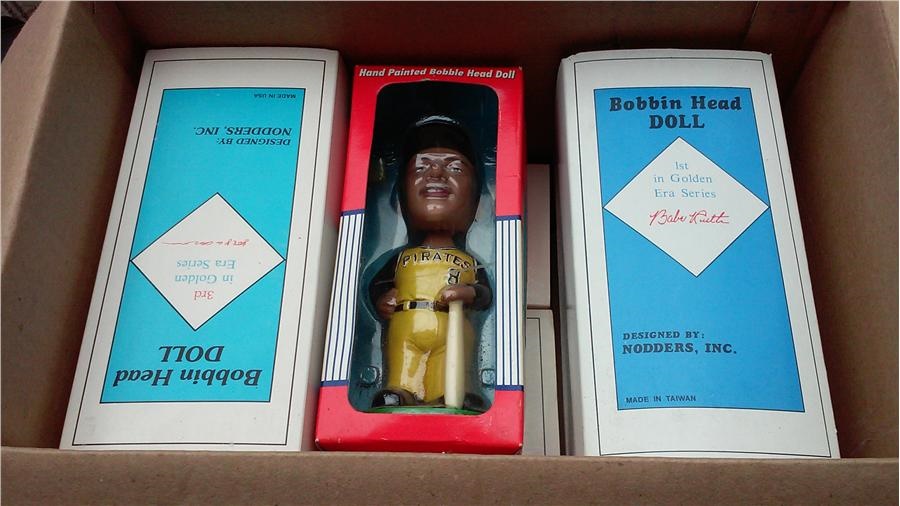 Bobbin Head
DOLL
3rd
in Golden
Era Series
DESIGNED BY:
NODDERS, INC.
MADE IN USA
Hand Painted Bobble Head Doll
PIRATES
Bobbin Head
DOLL
1st
in Golden
Era Series
Babe Ruth
DESIGNED BY:
NODDERS, INC.
MADE IN TAIWAN